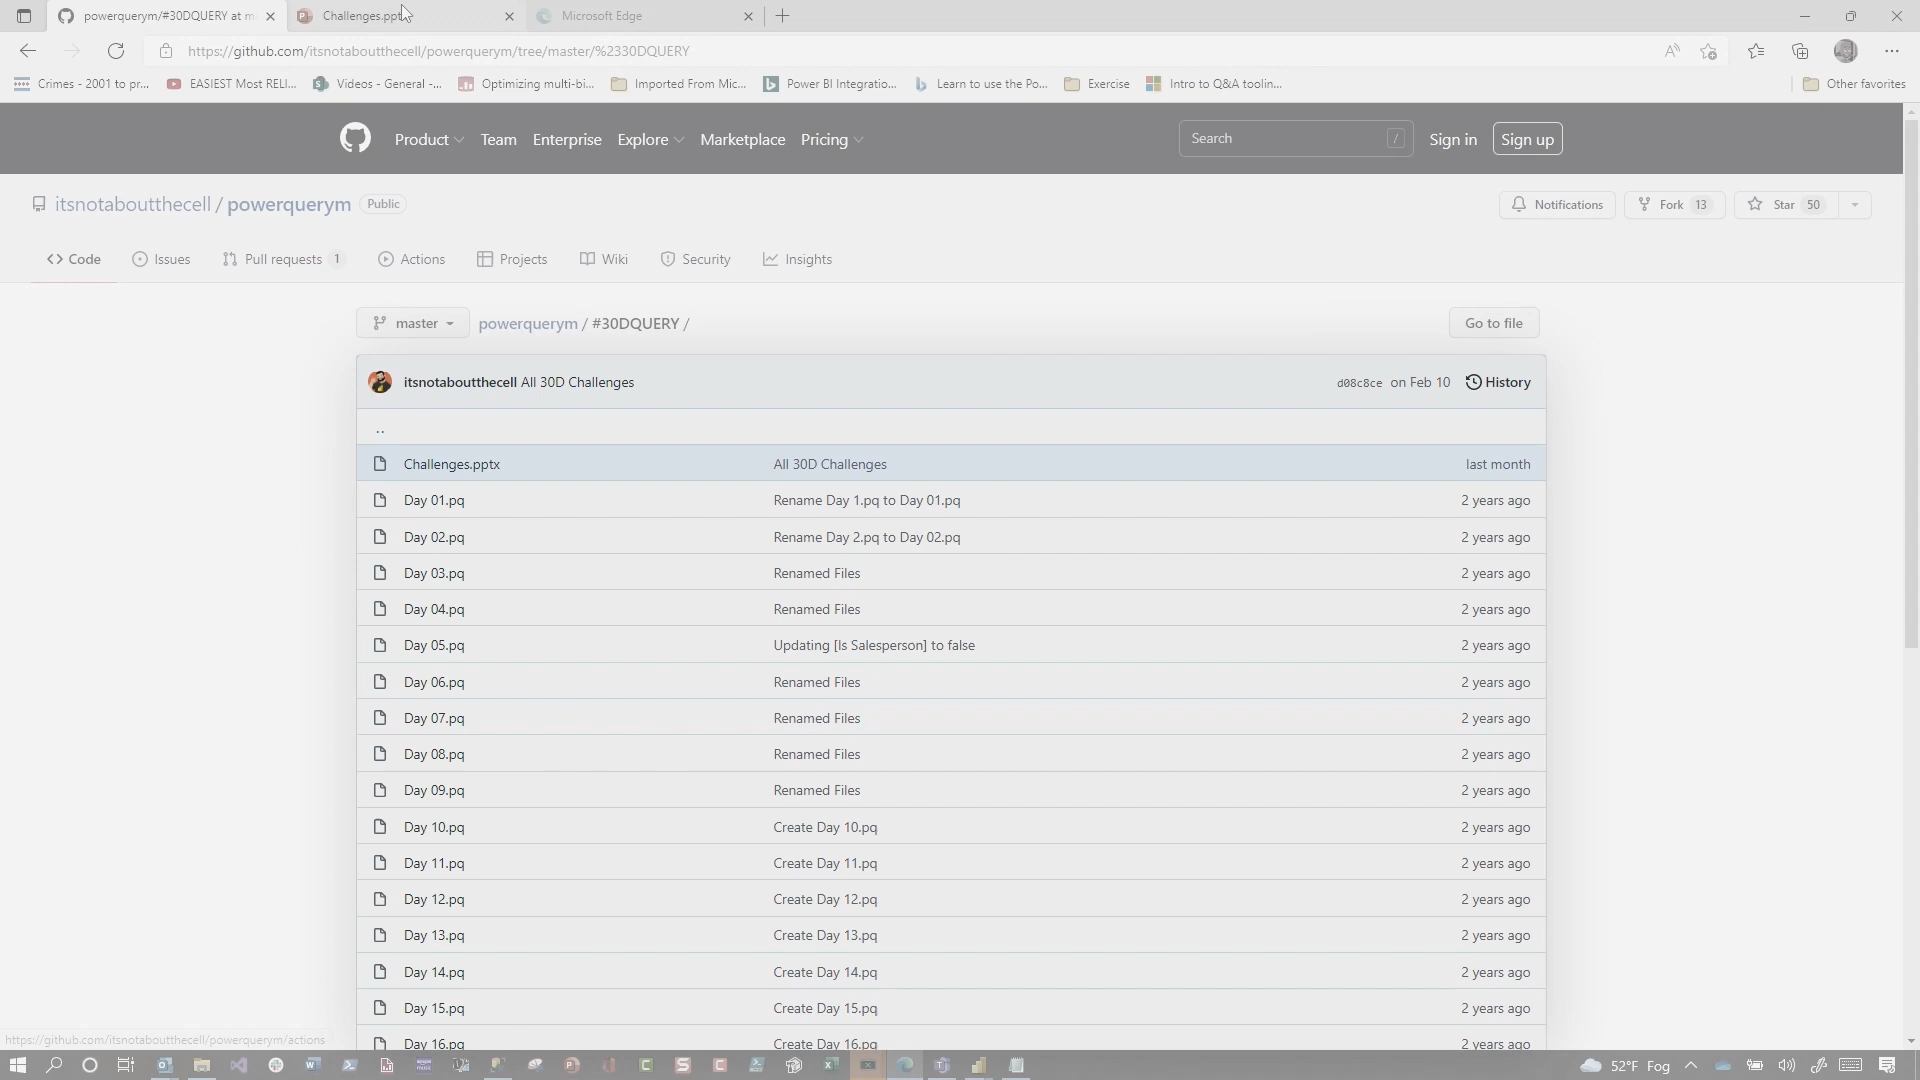 powerquerym/#30DQUERY at m
Challenges.ppt
Microsoft Edge
https://github.com/itsnotaboutthecell/powerquerym/tree/master/%2330DQUERY
Crimes - 2001 to pr...
EASIEST Most RELI...
Videos - General -...
Optimizing multi-bi...
Imported From Mic...
Power BI Integratio...
Learn to use the Po...
Exercise
Intro to Q&A toolin...
Other favorites
Product
Team
Enterprise
Explore
Marketplace
Pricing
Search /
Sign in
Sign up
itsnotaboutthecell / powerquerym Public
Notifications
Fork 13
Star 50
Code
Issues
Pull requests 1
Actions
Projects
Wiki
Security
Insights
master
powerquerym / #30DQUERY /
Go to file
itsnotaboutthecell All 30D Challenges d08c8ce on Feb 10 History
..
Challenges.pptx All 30D Challenges last month
Day 01.pq Rename Day 1.pq to Day 01.pq 2 years ago
Day 02.pq Rename Day 2.pq to Day 02.pq 2 years ago
Day 03.pq Renamed Files 2 years ago
Day 04.pq Renamed Files 2 years ago
Day 05.pq Updating [Is Salesperson] to false 2 years ago
Day 06.pq Renamed Files 2 years ago
Day 07.pq Renamed Files 2 years ago
Day 08.pq Renamed Files 2 years ago
Day 09.pq Renamed Files 2 years ago
Day 10.pq Create Day 10.pq 2 years ago
Day 11.pq Create Day 11.pq 2 years ago
Day 12.pq Create Day 12.pq 2 years ago
Day 13.pq Create Day 13.pq 2 years ago
Day 14.pq Create Day 14.pq 2 years ago
Day 15.pq Create Day 15.pq 2 years ago
Day 16.pq Create Day 16.pq 2 years ago
https://github.com/itsnotaboutthecell/powerquerym/actions
52°F Fog